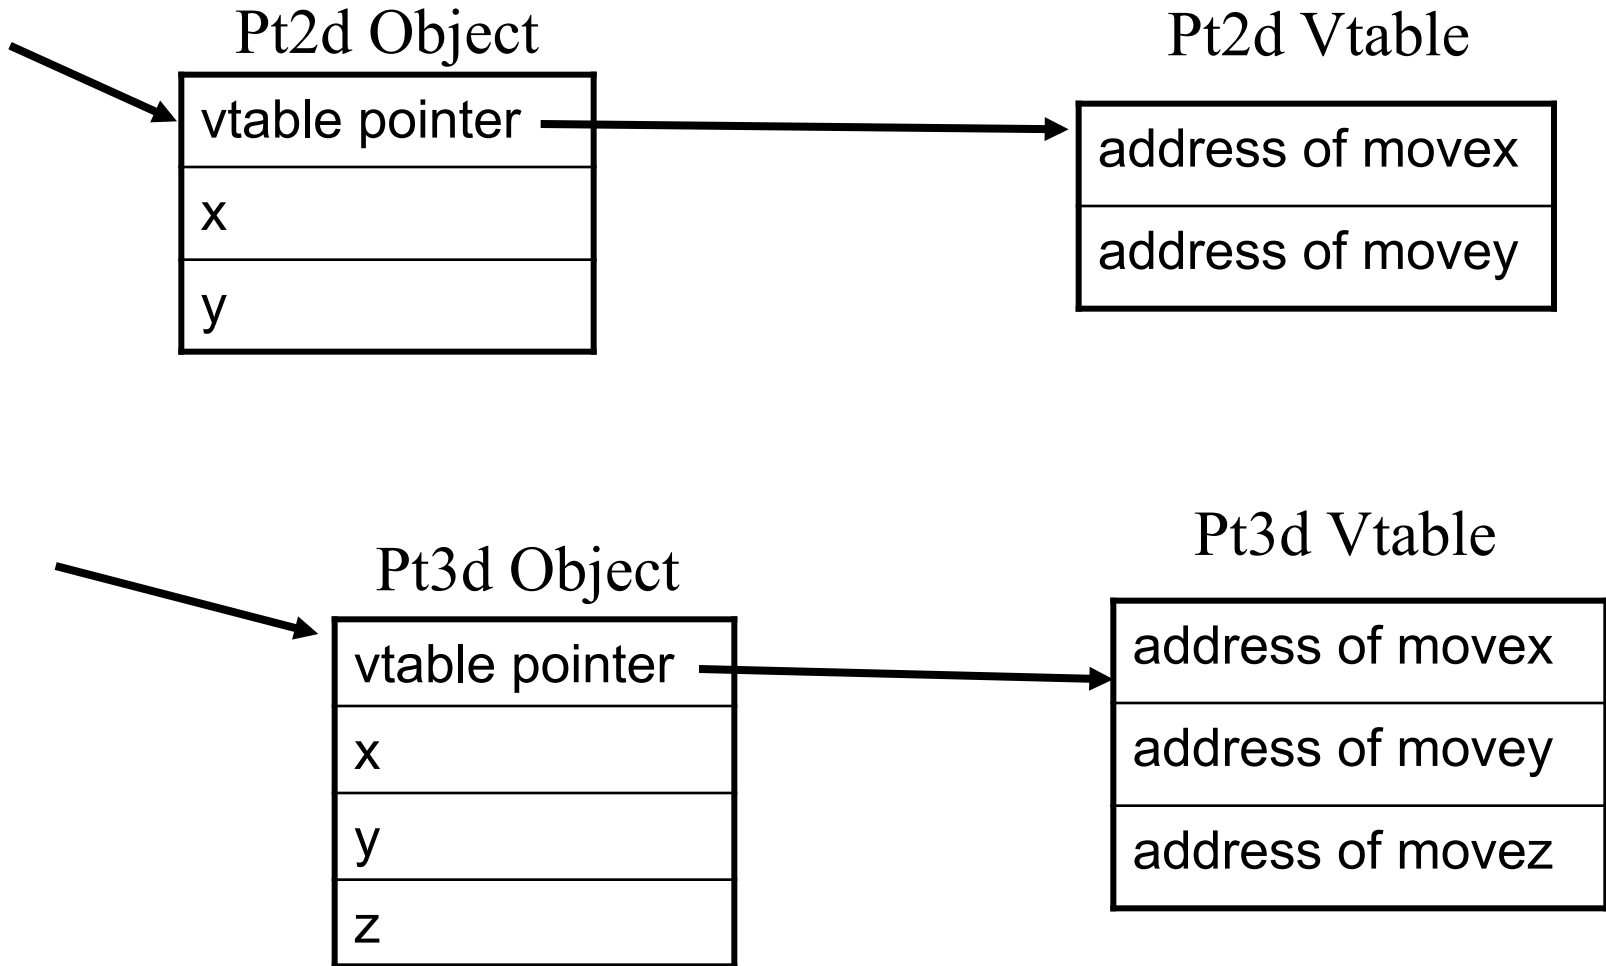 Pt2d Object
vtable pointer
x
y
Pt2d Vtable
address of movex
address of movey
Pt3d Object
vtable pointer
x
y
z
Pt3d Vtable
address of movex
address of movey
address of movez